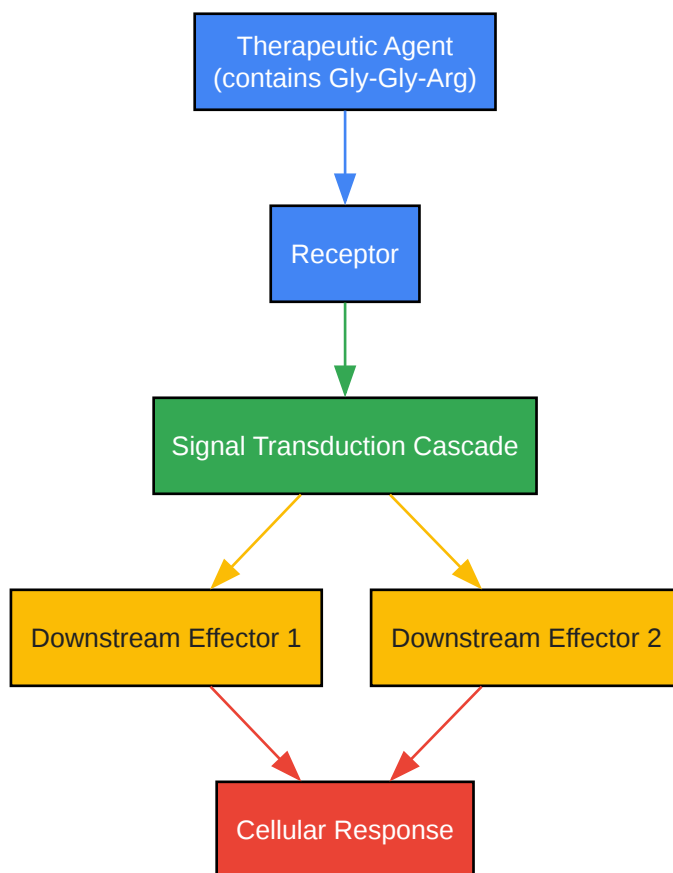 Therapeutic Agent
(contains Gly-Gly-Arg)
Receptor
Signal Transduction Cascade
Downstream Effector 1
Downstream Effector 2
Cellular Response